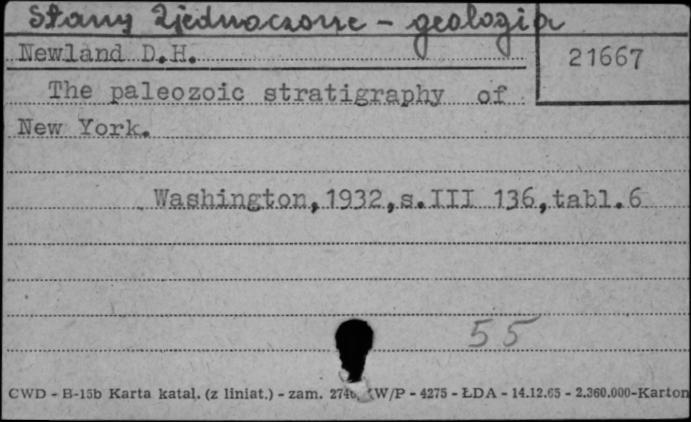 Stany Zjednoczone - geologia
Newland D.H.
21667
The paleozoic stratigraphy of
New York.
Washington,1932,s.III 136,tabl.6
55
CWD - B-15b Karta katal. (z liniat.) - zam. W/P - 4275 - ŁDA - 14.12.65 - 2.360.000-Karton